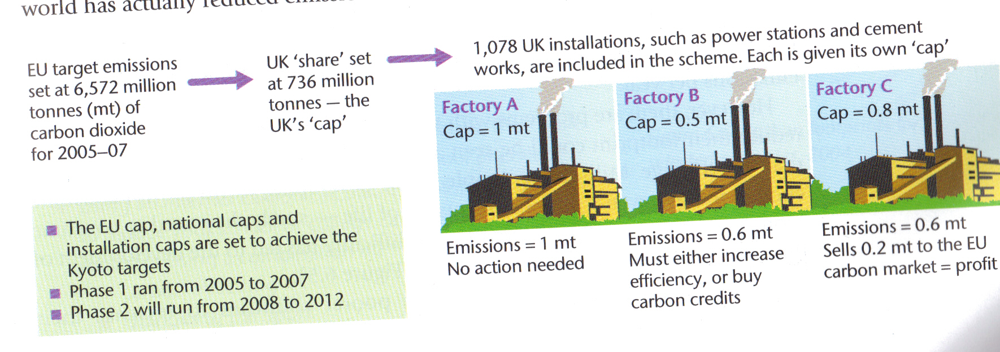 world has actually reduced
EU target emissions
set at 6,572 million
tonnes (mt) of
carbon dioxide
for 2005–07
UK ‘share’ set
at 736 million
tonnes — the
UK’s ‘cap’
1,078 UK installations, such as power stations and cement
works, are included in the scheme. Each is given its own ‘cap’
Factory A
Cap = 1 mt
Emissions = 1 mt
No action needed
Factory B
Cap = 0.5 mt
Emissions = 0.6 mt
Must either increase
efficiency, or buy
carbon credits
Factory C
Cap = 0.8 mt
Emissions = 0.6 mt
Sells 0.2 mt to the EU
carbon market = profit
The EU cap, national caps and
installation caps are set to achieve the
Kyoto targets
Phase 1 ran from 2005 to 2007
Phase 2 will run from 2008 to 2012